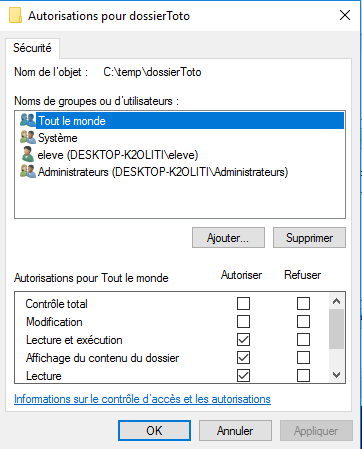 Autorisations pour dossierToto
Sécurité
Nom de l'objet : C:\temp\dossierToto
Noms de groupes ou d'utilisateurs :
Tout le monde
Système
eleve (DESKTOP-K2OLITI\eleve)
Administrateurs (DESKTOP-K2OLITI\Administrateurs)
Ajouter... Supprimer
Autorisations pour Tout le monde Autoriser Refuser
Contrôle total
Modification
Lecture et exécution
Affichage du contenu du dossier
Lecture
Informations sur le contrôle d'accès et les autorisations
OK Annuler Appliquer